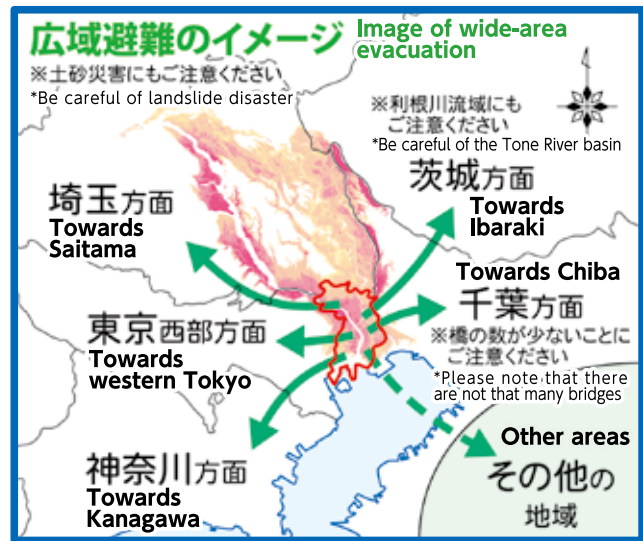 広域避難のイメージ
Image of wide-area
evacuation
※土砂災害にもご注意ください
*Be careful of landslide disaster
※利根川流域にも
ご注意ください
*Be careful of the Tone River basin
茨城方面
Towards
Ibaraki
埼玉方面
Towards
Saitama
Towards Chiba
千葉方面
※橋の数が少ないことに
ご注意ください
*Please note that there
are not that many bridges
東京西部方面
Towards
western Tokyo
Other areas
その他の
地域
神奈川方面
Towards
Kanagawa